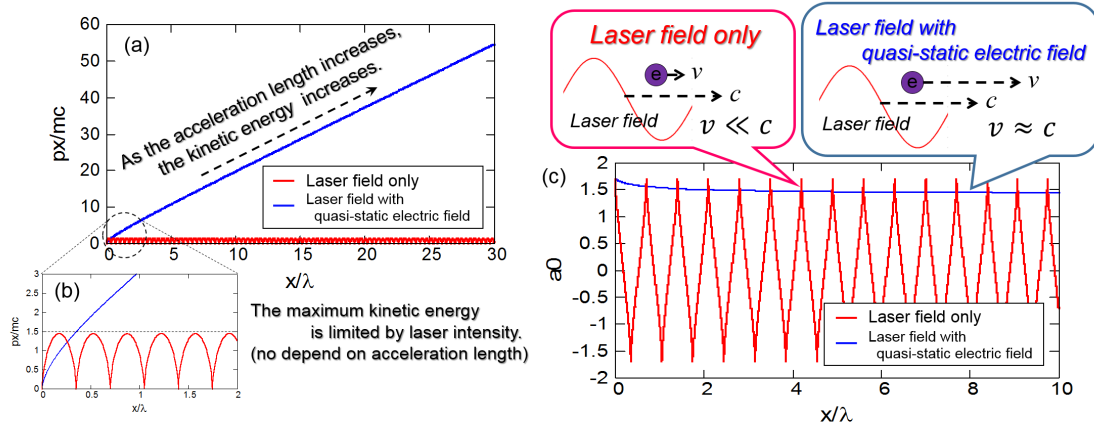 (a)
As the acceleration length increases,
the kinetic energy increases.
px/mc
60
50
40
30
20
10
0
0 5 10 15 20 25 30
x/λ
Laser field only
Laser field with
quasi-static electric field
(b)
px/mc
3
2.5
2
1.5
1
0.5
0
0 0.5 1 1.5 2
x/λ
The maximum kinetic energy
is limited by laser intensity.
(no depend on acceleration length)
Laser field only
e v
c
Laser field
v ≪ c
Laser field with
quasi-static electric field
e v
c
Laser field
v ≈ c
(c)
a0
2
1.5
1
0.5
0
-0.5
-1
-1.5
-2
0 2 4 6 8 10
x/λ
Laser field only
Laser field with
quasi-static electric field